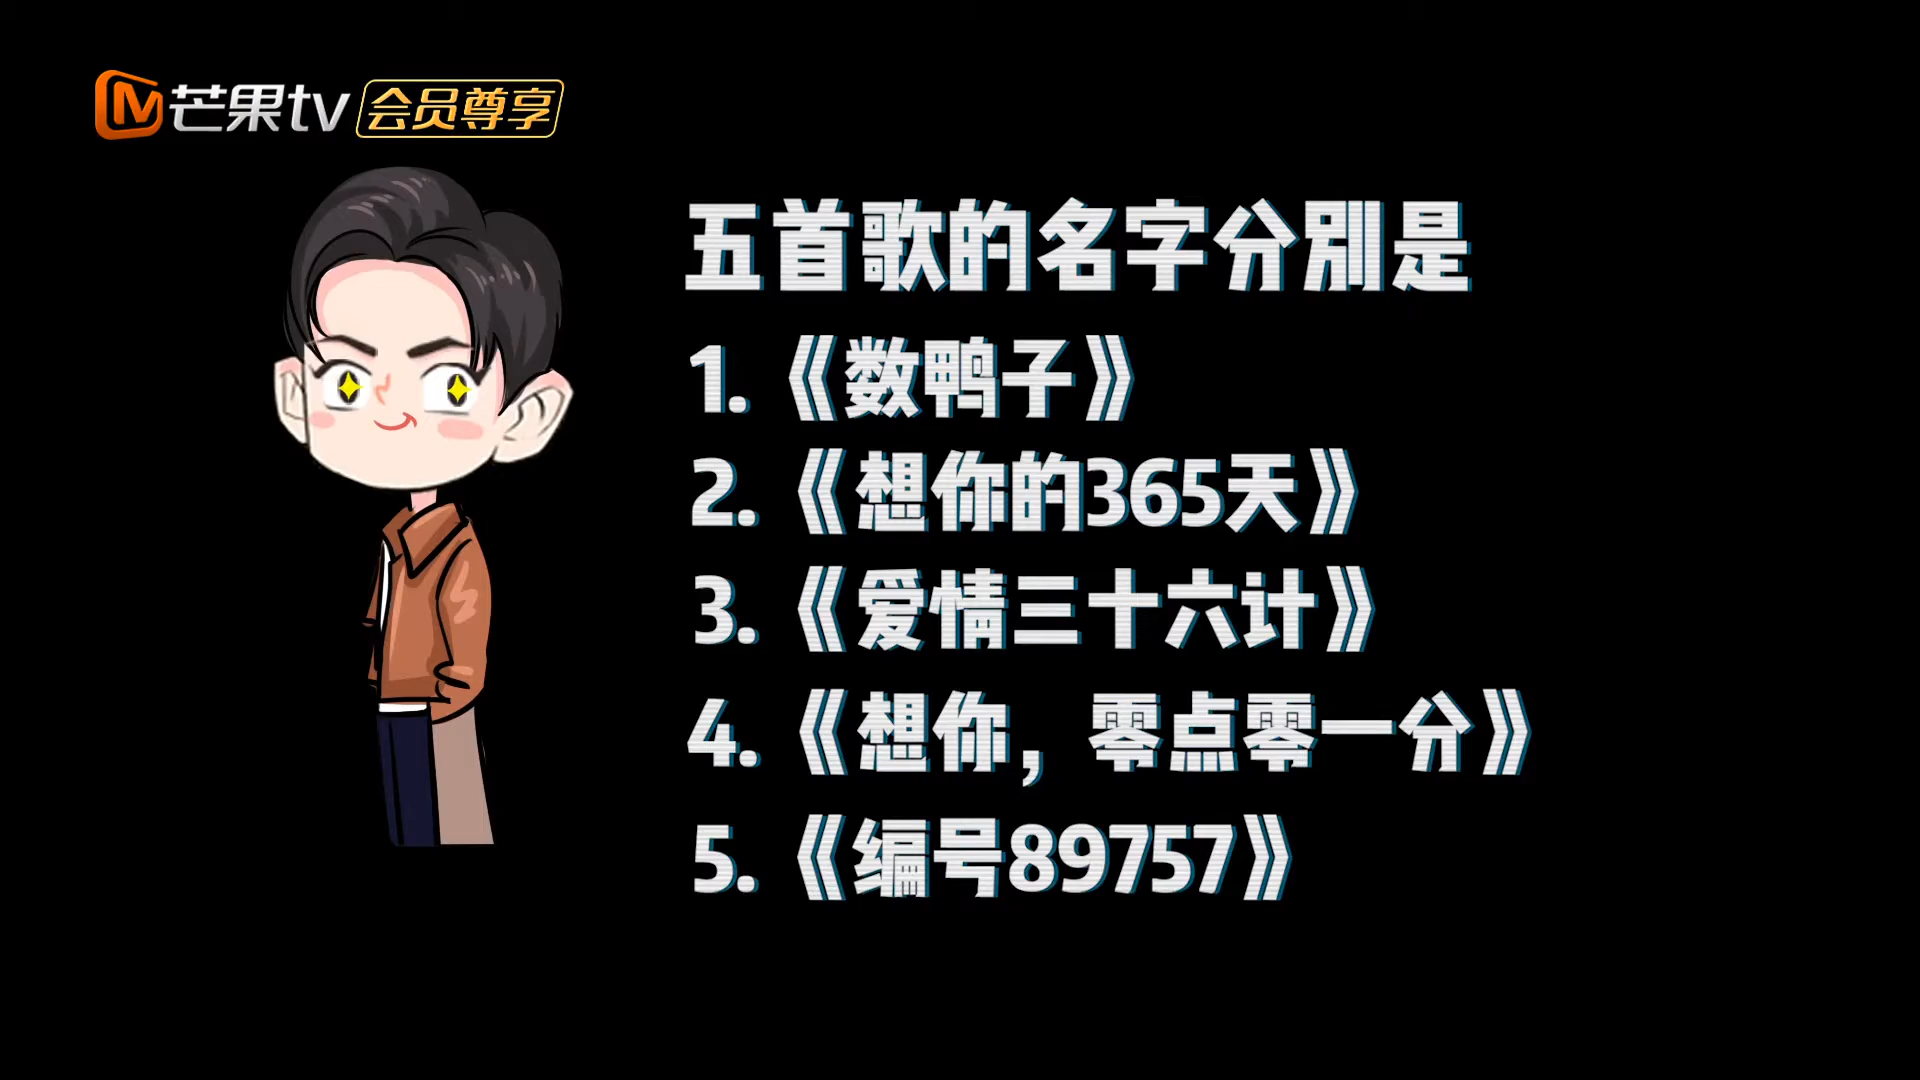 芒果tv 会员尊享
五首歌的名字分别是
1.《数鸭子》
2.《想你的365天》
3.《爱情三十六计》
4.《想你，零点零一分》
5.《编号89757》